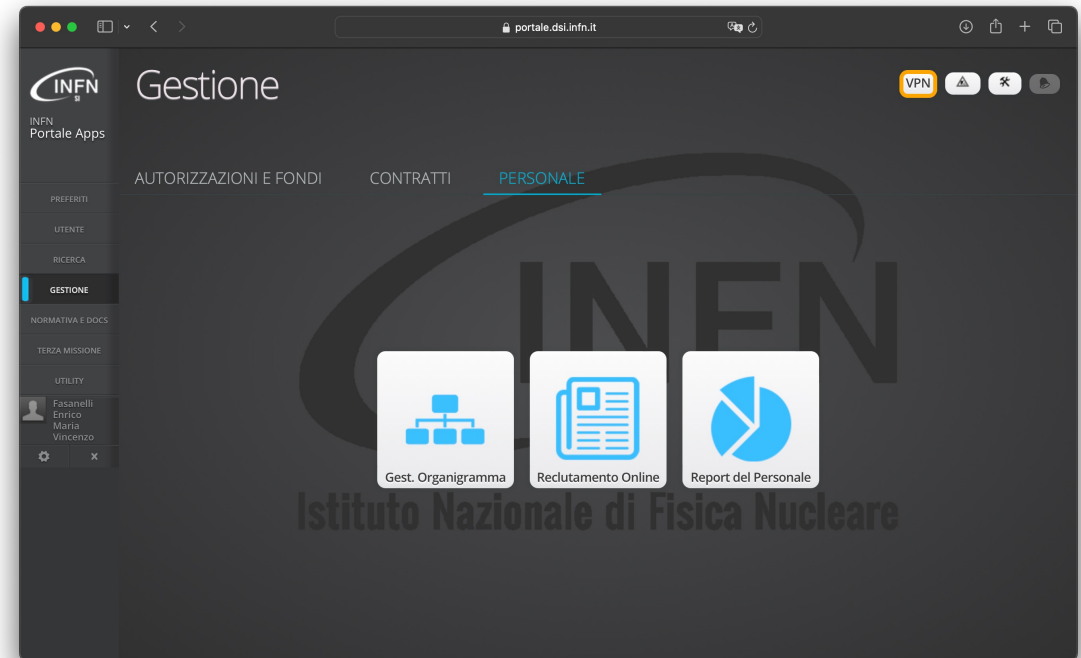 portale.dsi.infn.it
INFN
SI
INFN
Portale Apps
Gestione
VPN
AUTORIZZAZIONI E FONDI
CONTRATTI
PERSONALE
PREFERITI
UTENTE
RICERCA
GESTIONE
NORMATIVA E DOCS
TERZA MISSIONE
UTILITY
Fasanelli
Enrico
Maria
Vincenzo
INFN
Gest. Organigramma
Reclutamento Online
Report del Personale
Istituto Nazionale di Fisica Nucleare